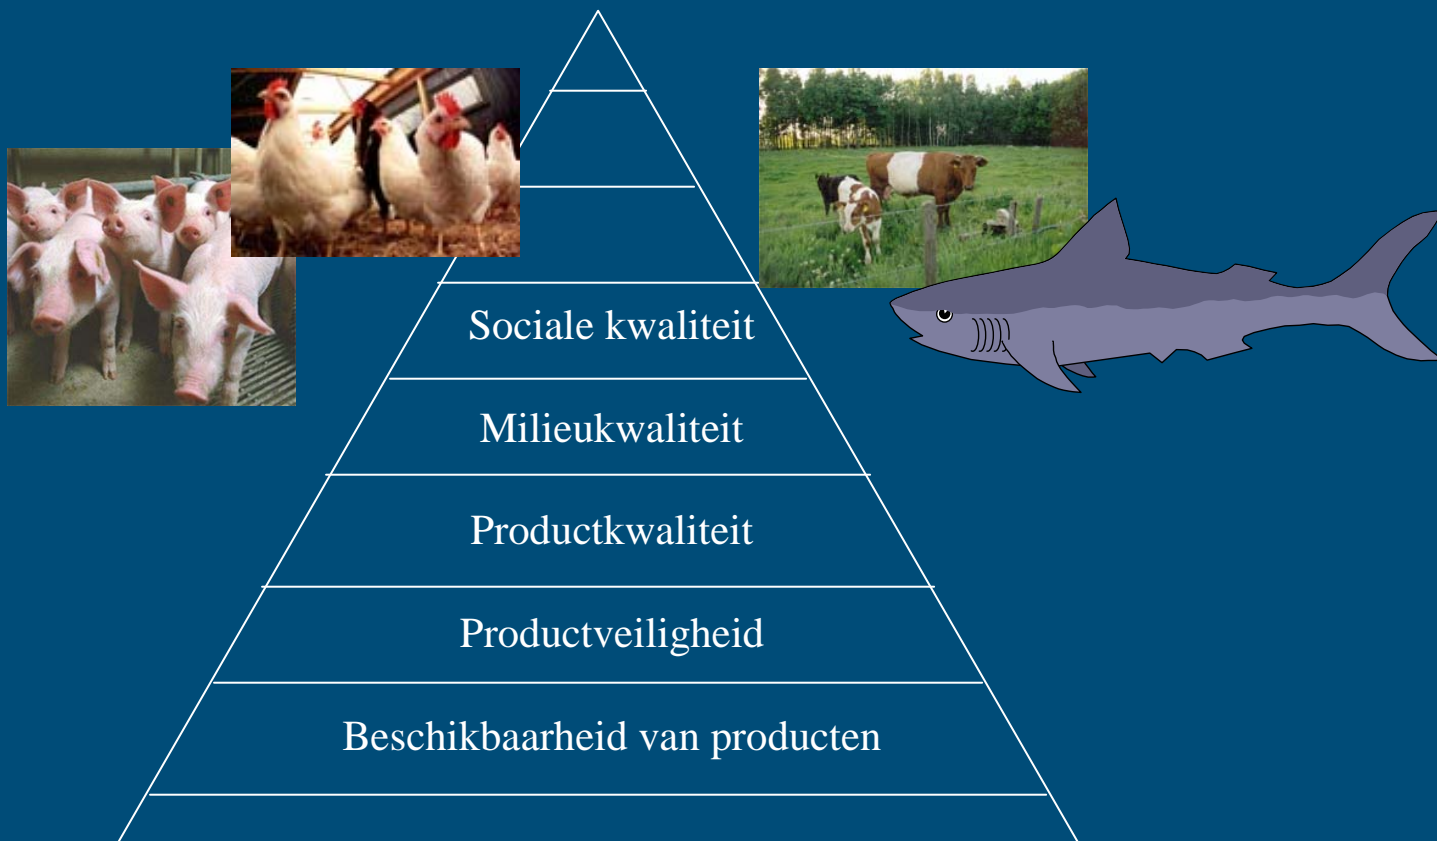 Sociale kwaliteit
Milieukwaliteit
Productkwaliteit
Productveiligheid
Beschikbaarheid van producten